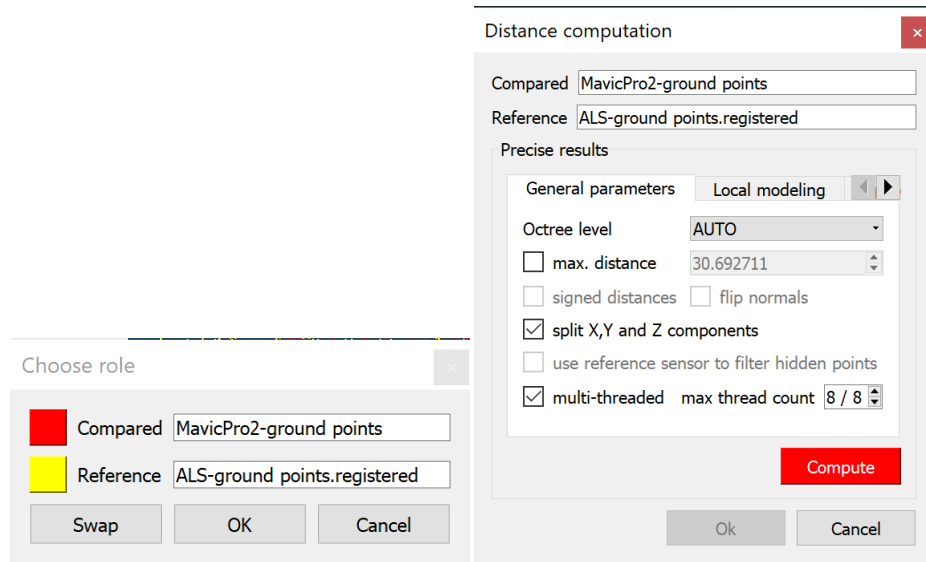 Choose role
Compared MavicPro2-ground points
Reference ALS-ground points.registered
Swap OK Cancel
Distance computation
Compared MavicPro2-ground points
Reference ALS-ground points.registered
Precise results
General parameters Local modeling
Octree level AUTO
max. distance 30.692711
signed distances flip normals
split X,Y and Z components
use reference sensor to filter hidden points
multi-threaded max thread count 8 / 8
Compute
Ok Cancel